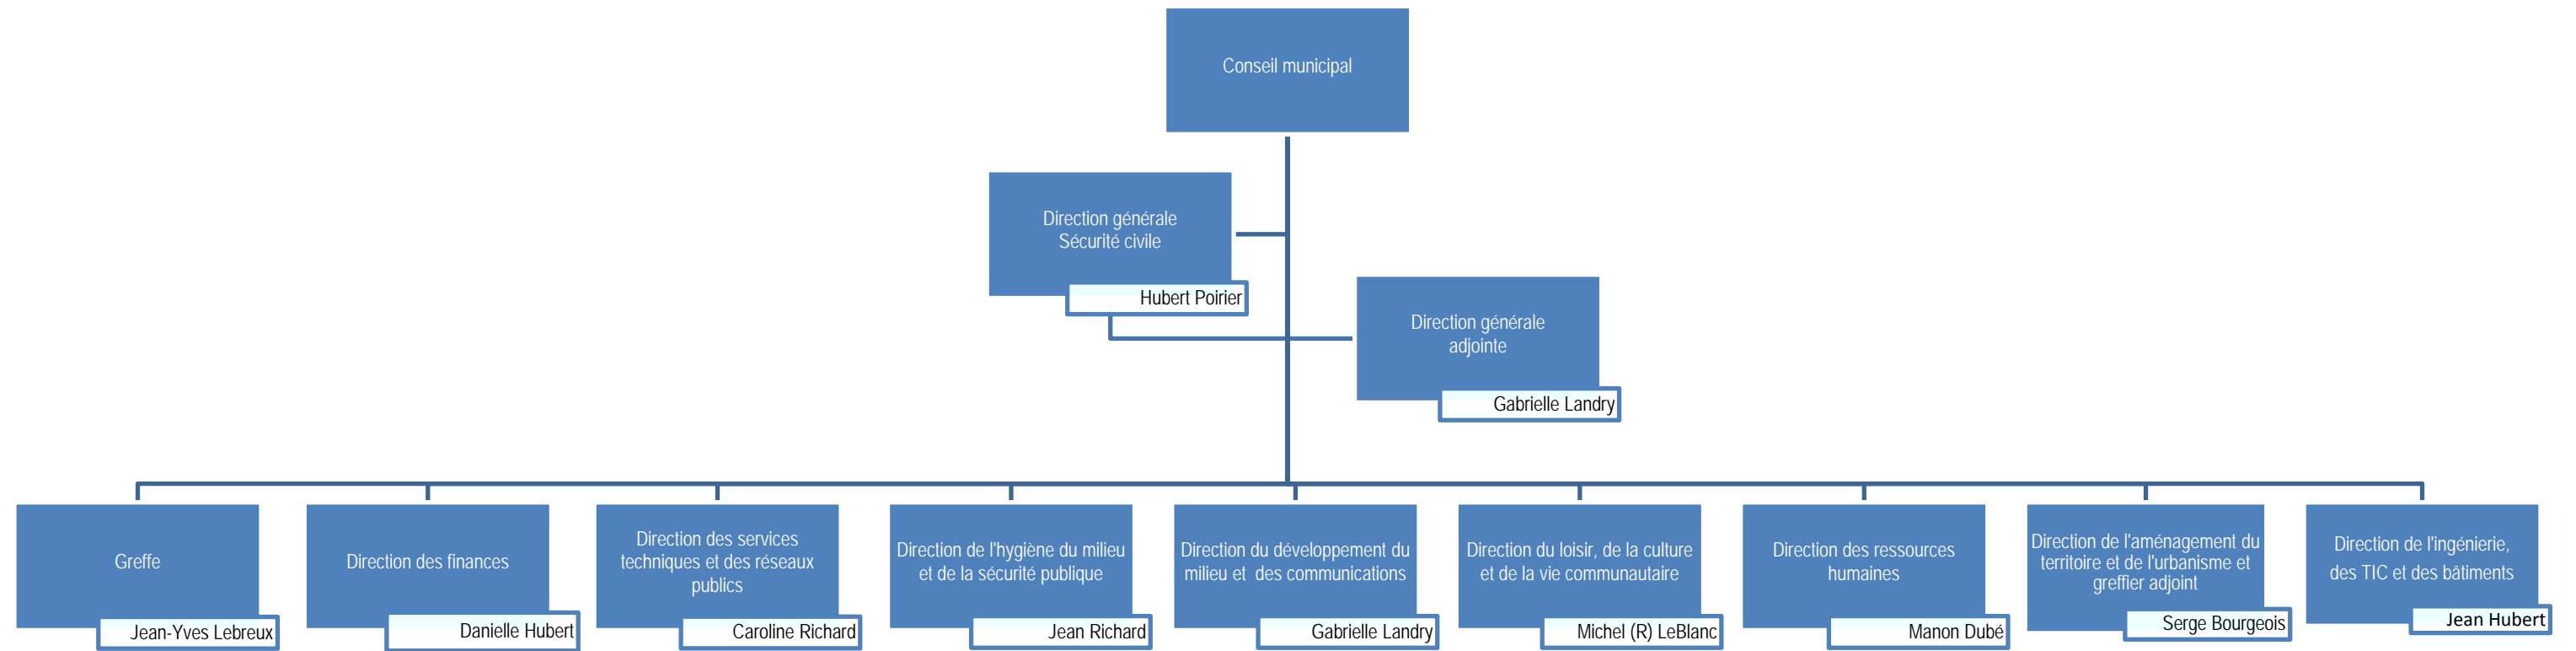 Conseil municipal
Direction générale
Sécurité civile
Hubert Poirier
Direction générale
adjointe
Gabrielle Landry
Greffe
Jean-Yves Lebreux
Direction des finances
Danielle Hubert
Direction des services
techniques et des réseaux
publics
Caroline Richard
Direction de l'hygiène du milieu
et de la sécurité publique
Jean Richard
Direction du développement du
milieu et des communications
Gabrielle Landry
Direction du loisir, de la culture
et de la vie communautaire
Michel (R) LeBlanc
Direction des ressources
humaines
Manon Dubé
Direction de l'aménagement du
territoire et de l'urbanisme et
greffier adjoint
Serge Bourgeois
Direction de l'ingénierie,
des TIC et des bâtiments
Jean Hubert